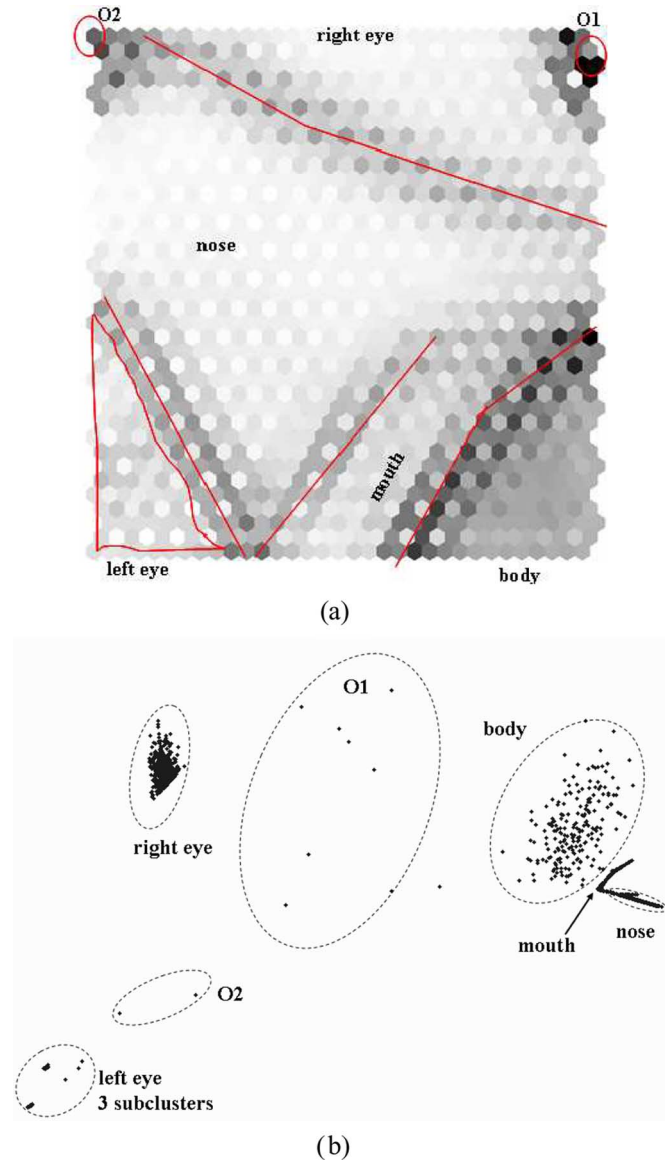 O2
O1
right eye
nose
mouth
left eye
body
(a)
O1
body
right eye
mouth
nose
O2
left eye
3 subclusters
(b)